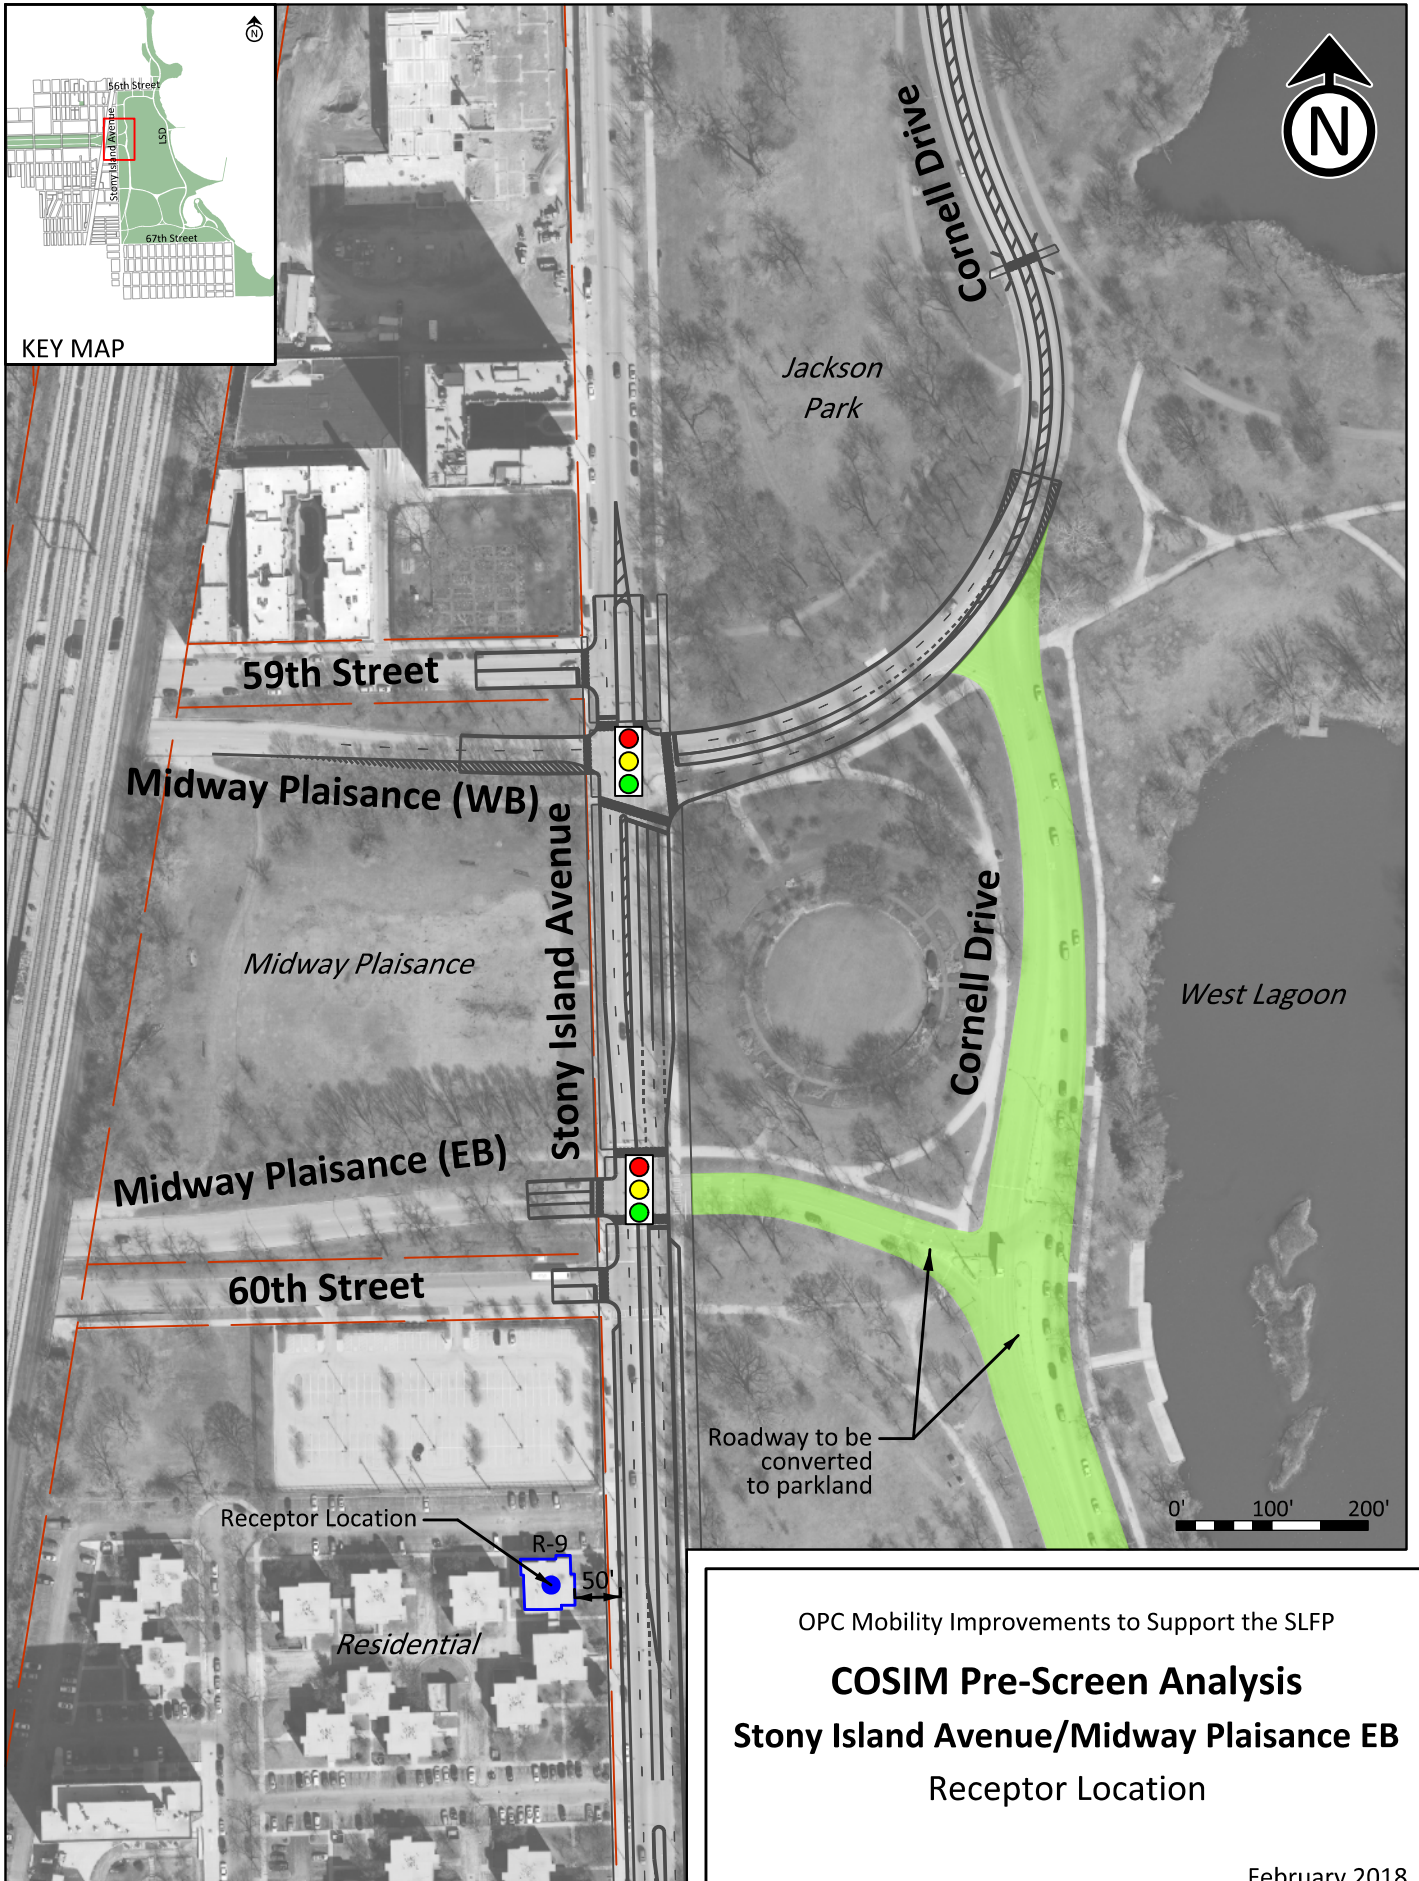 N
56th Street
Stony Island Avenue
LSD
67th Street
KEY MAP
N
Cornell Drive
Jackson
Park
59th Street
Midway Plaisance (WB)
Stony Island Avenue
Midway Plaisance
Cornell Drive
West Lagoon
Midway Plaisance (EB)
60th Street
Roadway to be
converted
to parkland
0' 100' 200'
Receptor Location
R-9
50'
Residential
OPC Mobility Improvements to Support the SLFP
COSIM Pre-Screen Analysis
Stony Island Avenue/Midway Plaisance EB
Receptor Location
February 2018